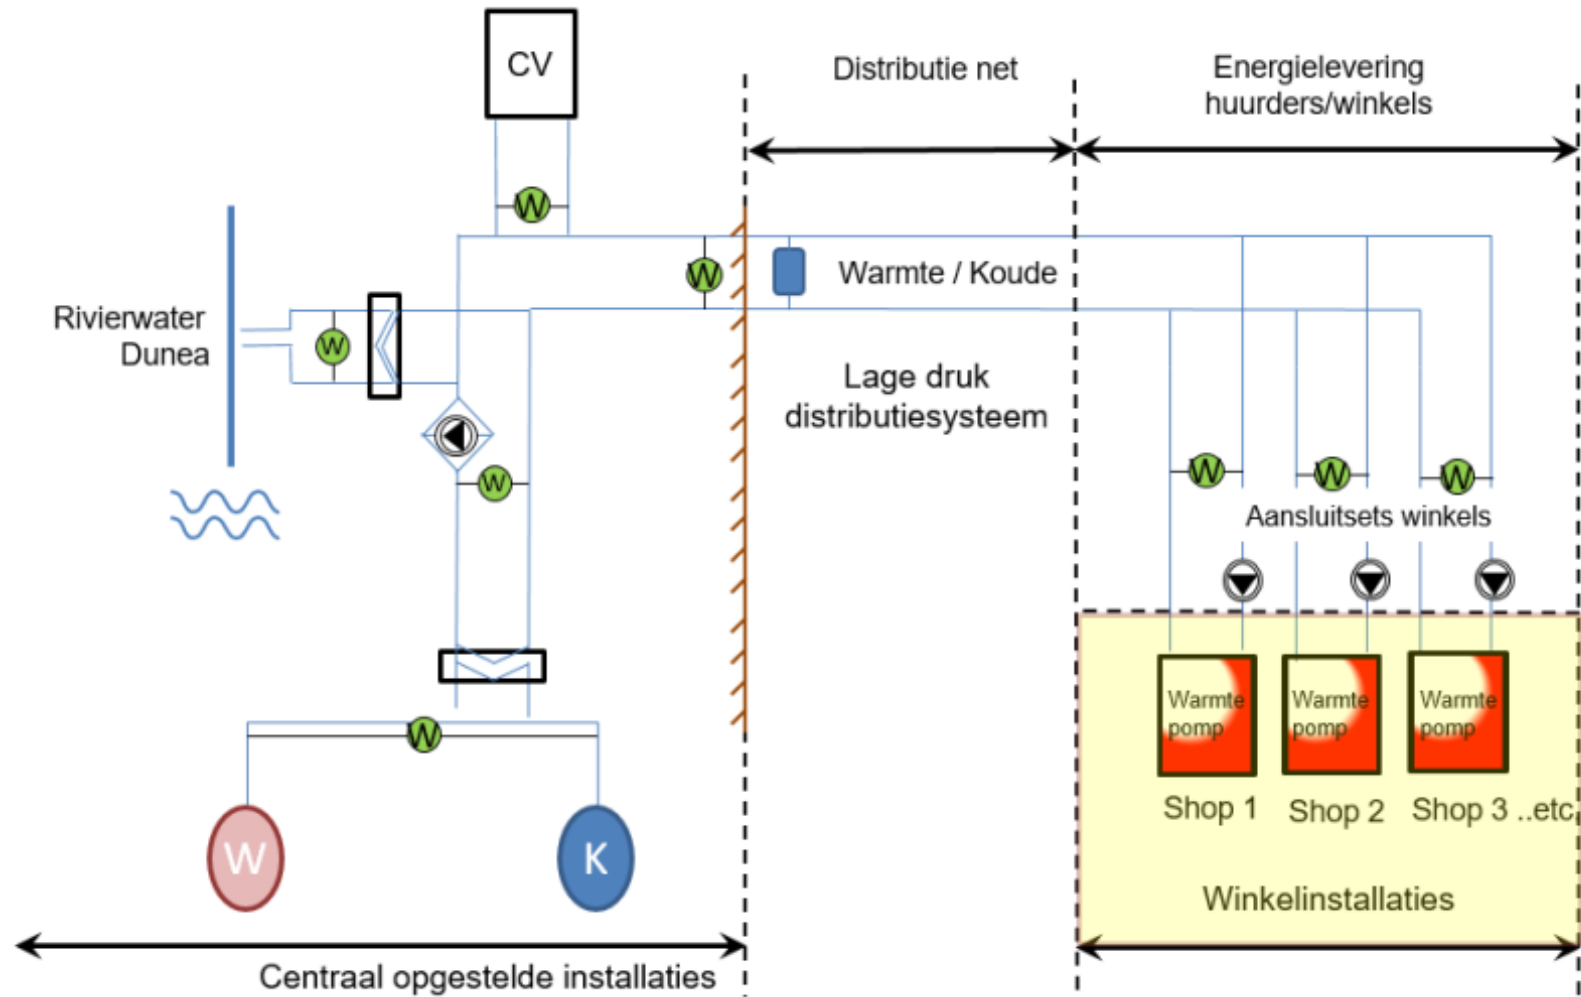 CV
Distributie net
Energielevering
huurders/winkels
W
W
Warmte / Koude
Rivierwater
Dunea
W
Lage druk
distributiesysteem
W
W
W
W
Aansluitsets winkels
W
W
K
Warmte
pomp
Warmte
pomp
Warmte
pomp
Shop 1
Shop 2
Shop 3 ..etc
Winkelinstallaties
Centraal opgestelde installaties